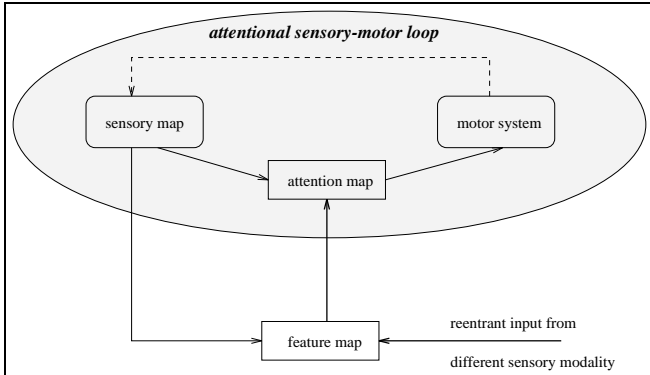 attentional sensory-motor loop
sensory map
motor system
attention map
feature map
reentrant input from
different sensory modality